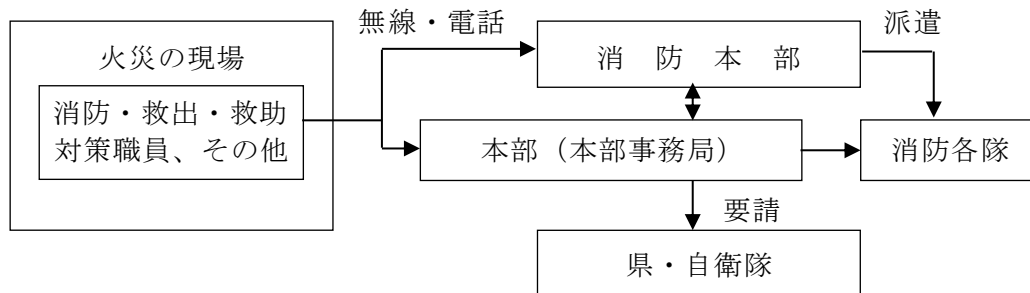 無線・電話
派遣
火災の現場
消 防 本 部
消防・救出・救助
対策職員、その他
本部（本部事務局）
消防各隊
要請
県・自衛隊